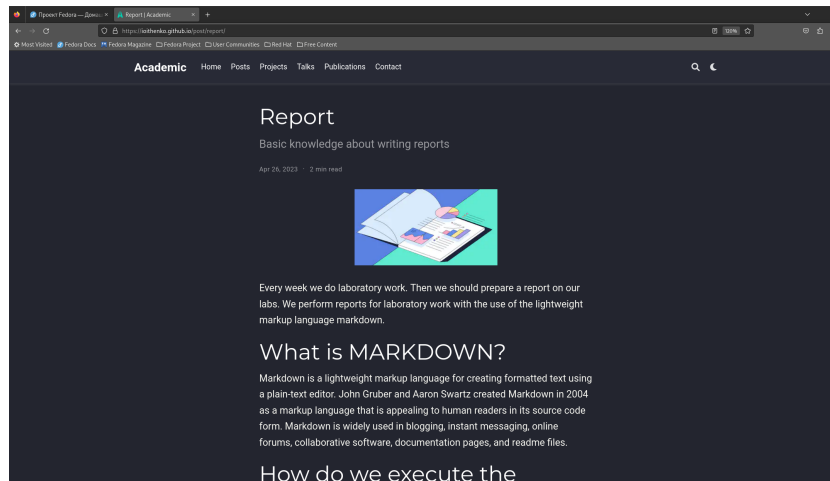 Проект Fedora — Домаш
Report | Academic
https://ioithenko.github.io/post/report/
120%
Most Visited Fedora Docs Fedora Magazine Fedora Project User Communities Red Hat Free Content
Academic Home Posts Projects Talks Publications Contact
Report
Basic knowledge about writing reports
Apr 26, 2023 · 2 min read
Every week we do laboratory work. Then we should prepare a report on our
labs. We perform reports for laboratory work with the use of the lightweight
markup language markdown.
What is MARKDOWN?
Markdown is a lightweight markup language for creating formatted text using
a plain-text editor. John Gruber and Aaron Swartz created Markdown in 2004
as a markup language that is appealing to human readers in its source code
form. Markdown is widely used in blogging, instant messaging, online
forums, collaborative software, documentation pages, and readme files.
How do we execute the